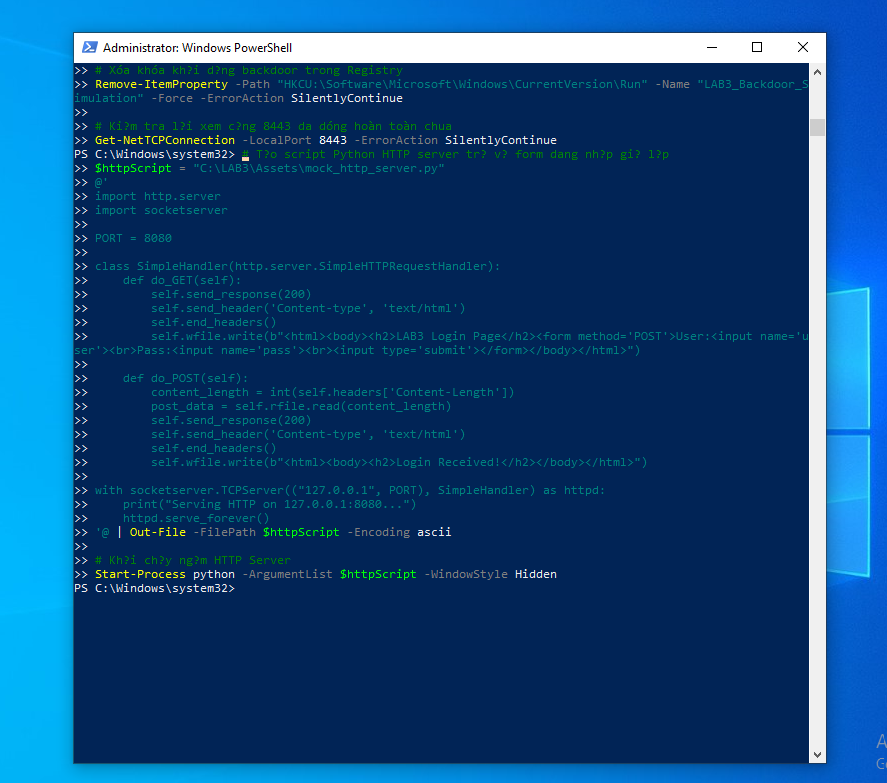 Administrator: Windows PowerShell
>> # Xóa khóa kh?i d?ng backdoor trong Registry
>> Remove-ItemProperty -Path "HKCU:\Software\Microsoft\Windows\CurrentVersion\Run" -Name "LAB3_Backdoor_S
imulation" -Force -ErrorAction SilentlyContinue
>>
>> # Ki?m tra l?i xem c?ng 8443 da dóng hoàn toàn chua
>> Get-NetTCPConnection -LocalPort 8443 -ErrorAction SilentlyContinue
PS C:\Windows\system32> # T?o script Python HTTP server tr? v? form dang nh?p gi? l?p
>> $httpScript = "C:\LAB3\Assets\mock_http_server.py"
>> @'
>> import http.server
>> import socketserver
>>
>> PORT = 8080
>>
>> class SimpleHandler(http.server.SimpleHTTPRequestHandler):
>>     def do_GET(self):
>>         self.send_response(200)
>>         self.send_header('Content-type', 'text/html')
>>         self.end_headers()
>>         self.wfile.write(b"<html><body><h2>LAB3 Login Page</h2><form method='POST'>User:<input name='u
ser'><br>Pass:<input name='pass'><br><input type='submit'></form></body></html>")
>>
>>     def do_POST(self):
>>         content_length = int(self.headers['Content-Length'])
>>         post_data = self.rfile.read(content_length)
>>         self.send_response(200)
>>         self.send_header('Content-type', 'text/html')
>>         self.end_headers()
>>         self.wfile.write(b"<html><body><h2>Login Received!</h2></body></html>")
>>
>> with socketserver.TCPServer(("127.0.0.1", PORT), SimpleHandler) as httpd:
>>     print("Serving HTTP on 127.0.0.1:8080...")
>>     httpd.serve_forever()
>> '@ | Out-File -FilePath $httpScript -Encoding ascii
>>
>> # Kh?i ch?y ng?m HTTP Server
>> Start-Process python -ArgumentList $httpScript -WindowStyle Hidden
PS C:\Windows\system32>